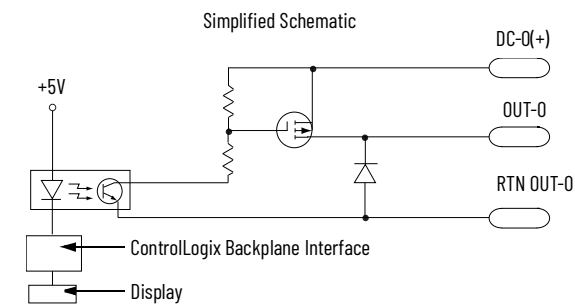 Simplified Schematic
DC-0(+)
+5V
OUT-0
RTN OUT-0
ControlLogix Backplane Interface
Display